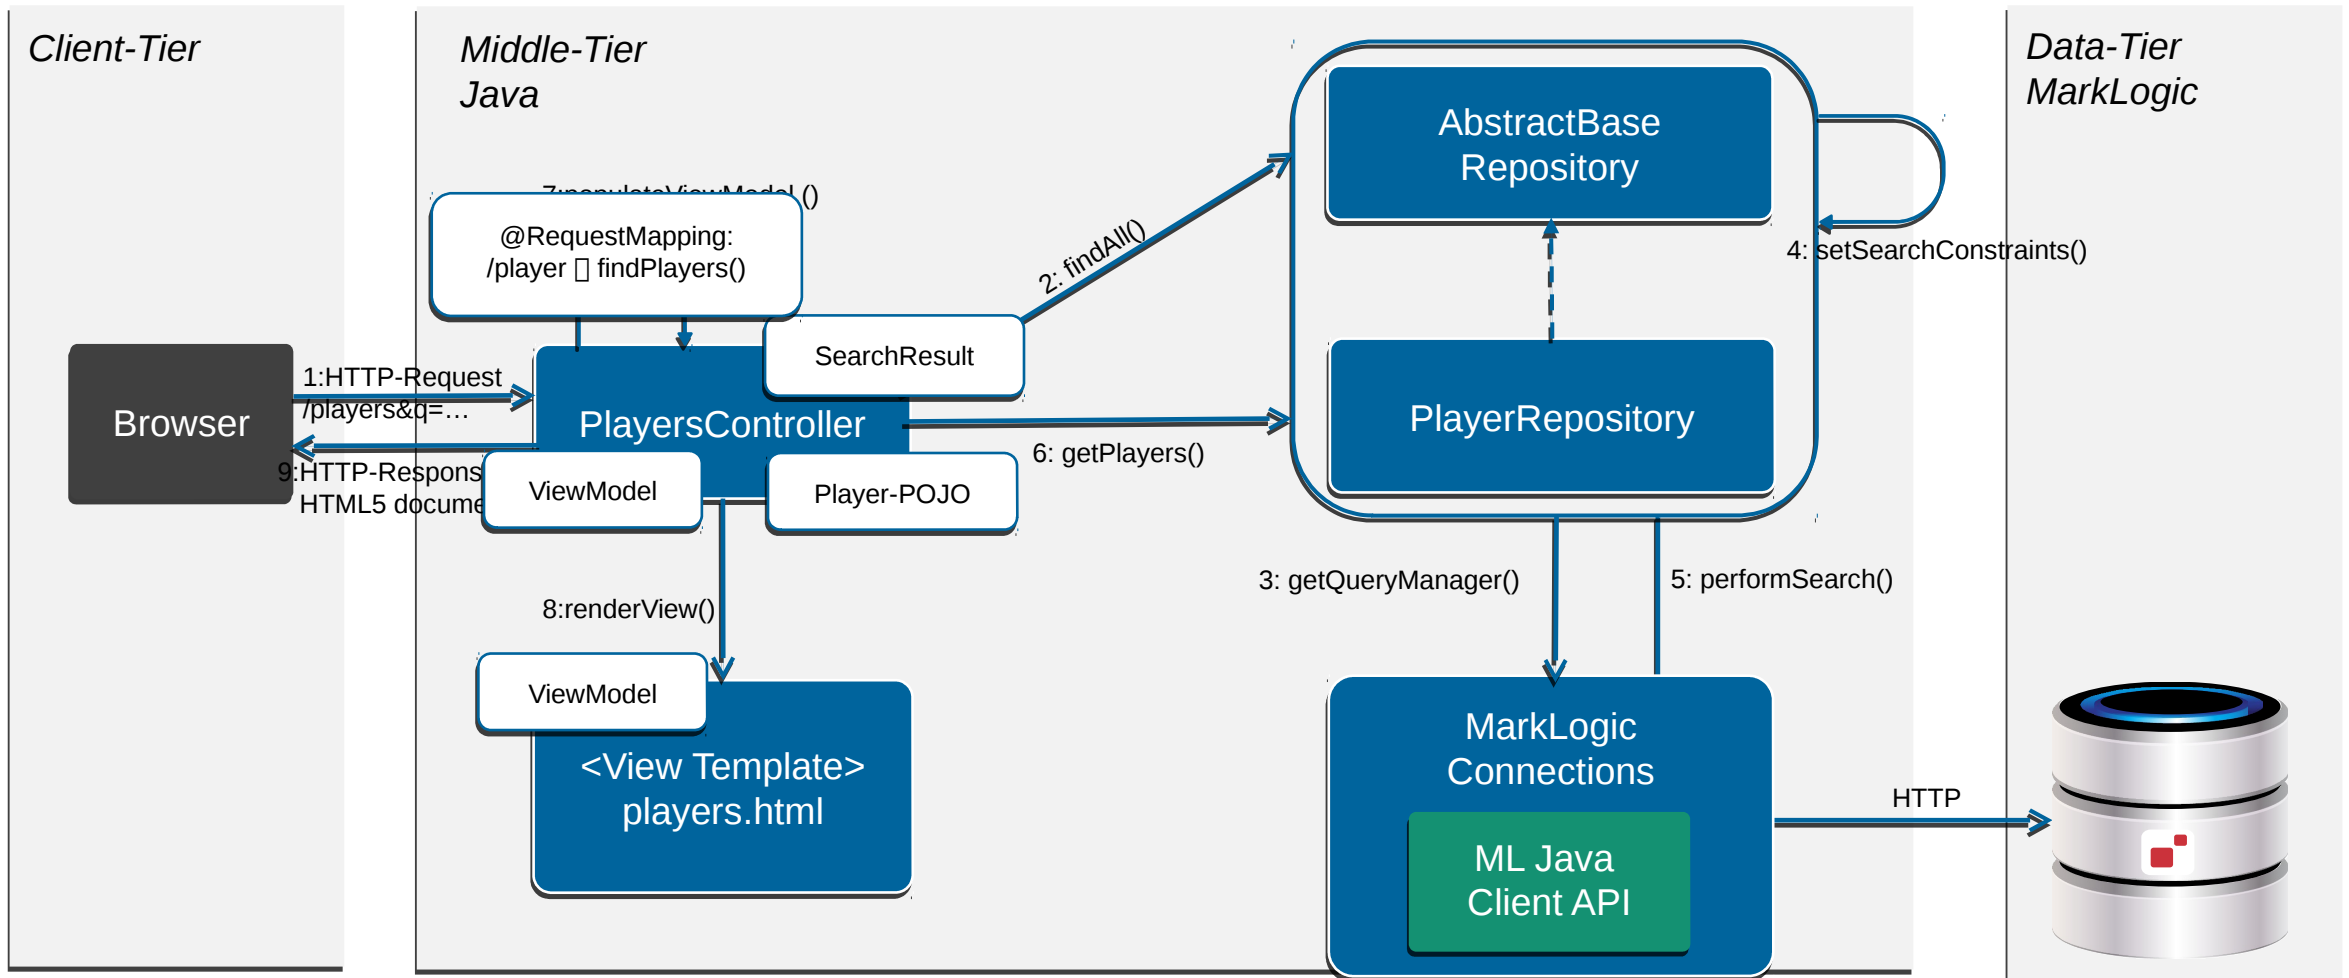 Client-Tier
Middle-Tier
Java
Data-Tier
MarkLogic
AbstractBase
Repository
7:populateViewModel ()
@RequestMapping:
/player  findPlayers()
2: findAll()
4: setSearchConstraints()
SearchResult
1:HTTP-Request
/players&q=…
Browser
PlayersController
PlayerRepository
6: getPlayers()
9:HTTP-Respons
HTML5 docume
ViewModel
Player-POJO
3: getQueryManager()
5: performSearch()
8:renderView()
ViewModel
<View Template>
players.html
MarkLogic
Connections
HTTP
ML Java
Client API